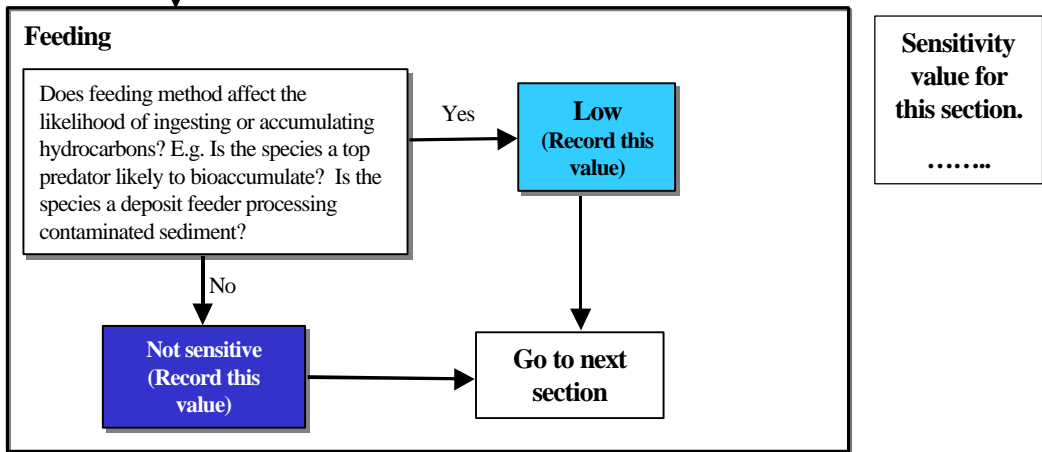 Feeding
Does feeding method affect the
likelihood of ingesting or accumulating
hydrocarbons? E.g. Is the species a top
predator likely to bioaccumulate? Is the
species a deposit feeder processing
contaminated sediment?
Yes
Low
(Record this
value)
No
Not sensitive
(Record this
value)
Go to next
section
Sensitivity
value for
this section.
……..